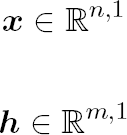 𝒙 ∈ ℝ^{n,1}
𝒉 ∈ ℝ^{m,1}